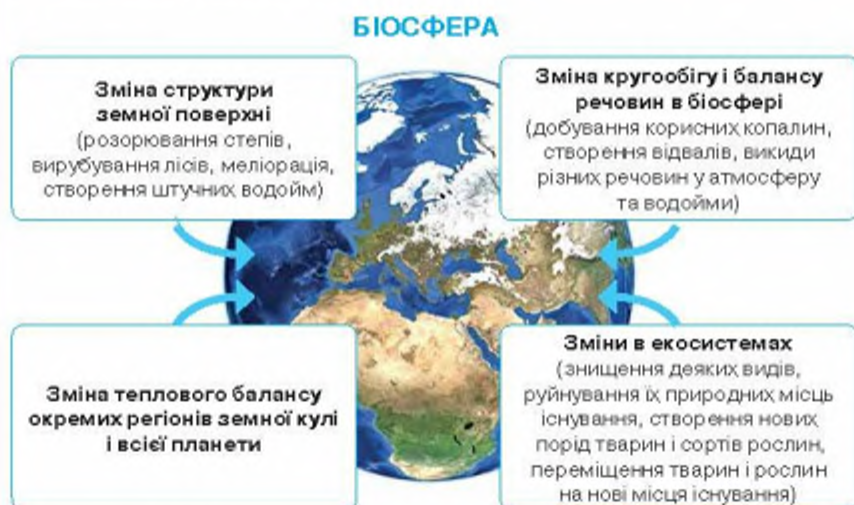 БІОСФЕРА
Зміна структури
земної поверхні
(розорювання степів,
вирубування лісів, меліорація,
створення штучних водойм)
Зміна кругообігу і балансу
речовин в біосфері
(добування корисних копалин,
створення відвалів, викиди
різних речовин у атмосферу
та водойми)
Зміна теплового балансу
окремих регіонів земної кулі
і всієї планети
Зміни в екосистемах
(знищення деяких видів,
руйнування їх природних місць
існування, створення нових
порід тварин і сортів рослин,
переміщення тварин і рослин
на нові місця існування)